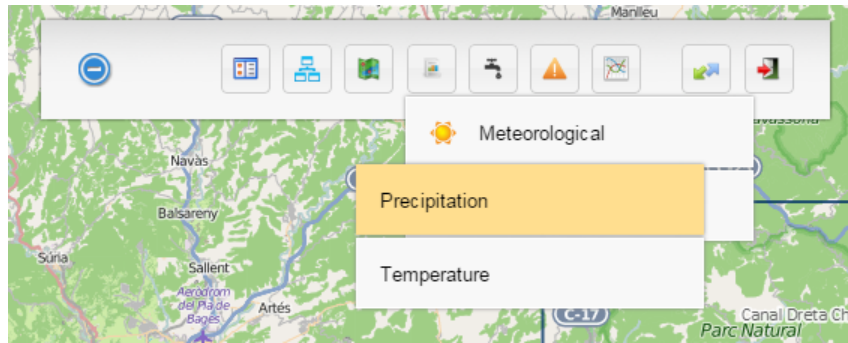 Manlleu
Meteorological
Navàs
Precipitation
Balsareny
Súria
Sallent
Temperature
Aeròdrom
del Pla de
Bages
Artés
C-17
Canal Dreta
Parc Natural